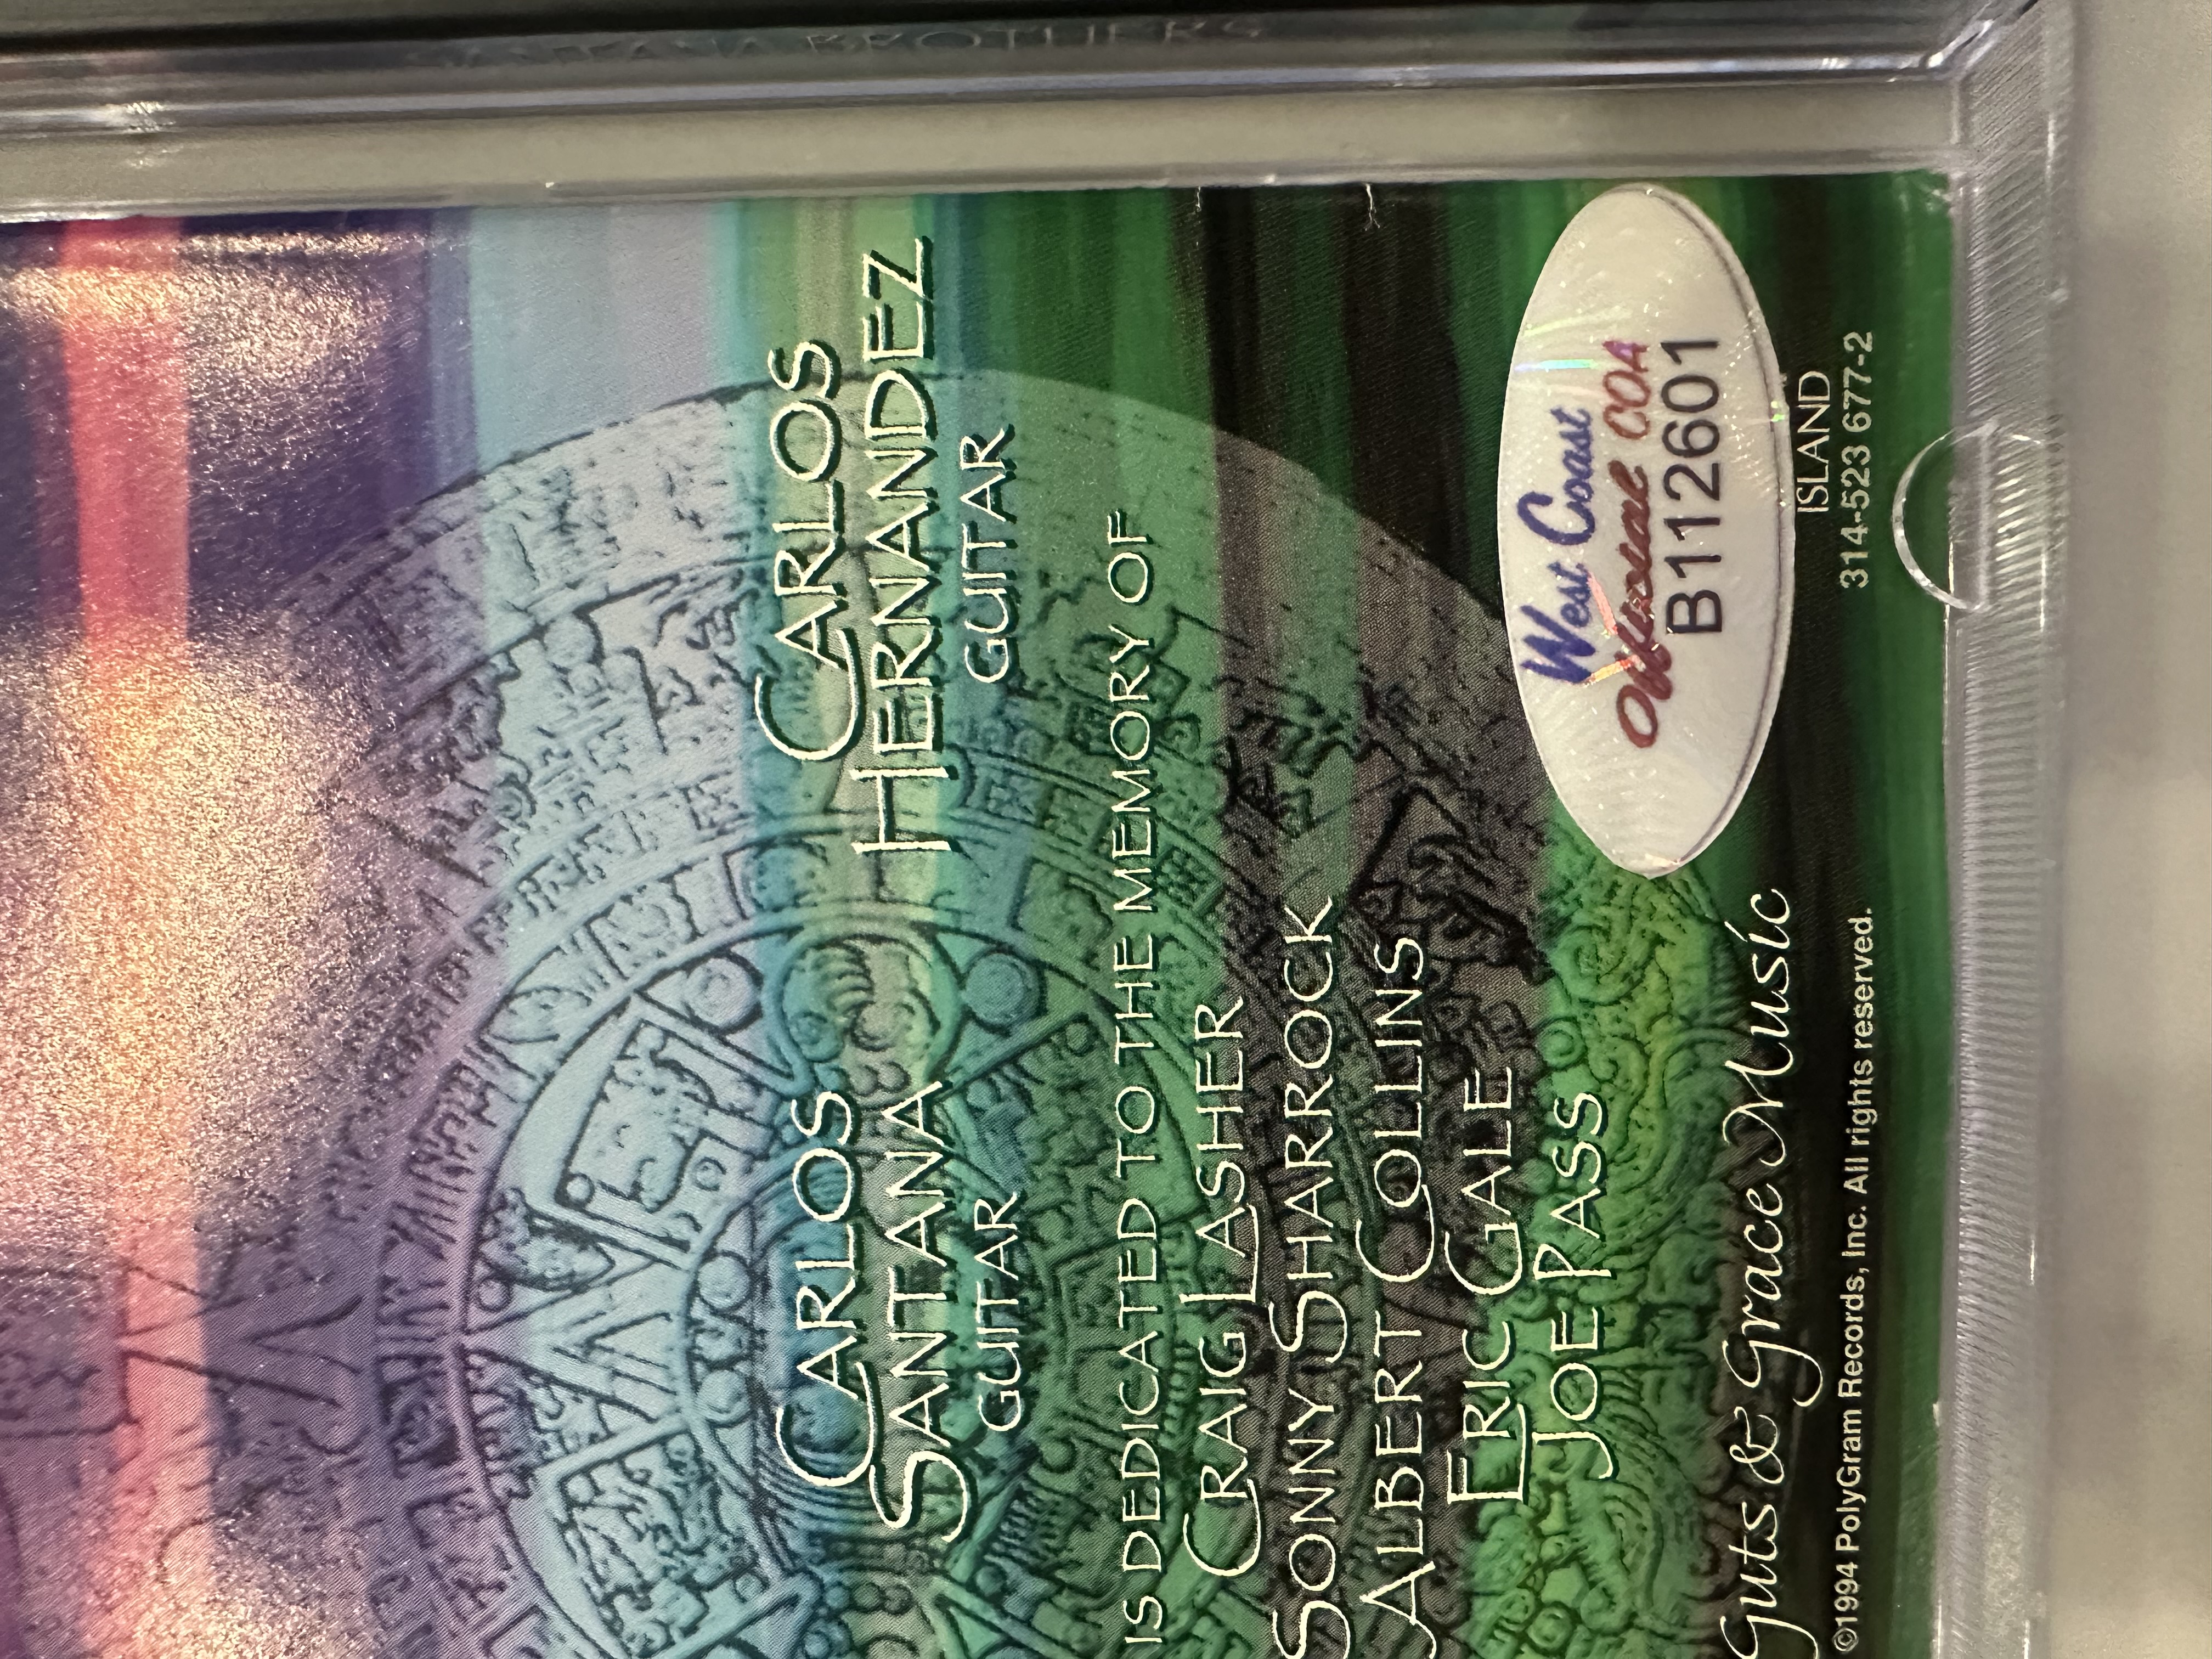 SANTANA BROTHERS
CARLOS
SANTANA
GUITAR
CARLOS
HERNANDEZ
GUITAR
IS DEDICATED TO THE MEMORY OF
CRAIG LASHER
SONNY SHARROCK
ALBERT COLLINS
ERIC GALE
JOE PASS
Guts & Grace Music
©1994 PolyGram Records, Inc. All rights reserved.
West Coast
Official COA
B112601
ISLAND
314-523 677-2